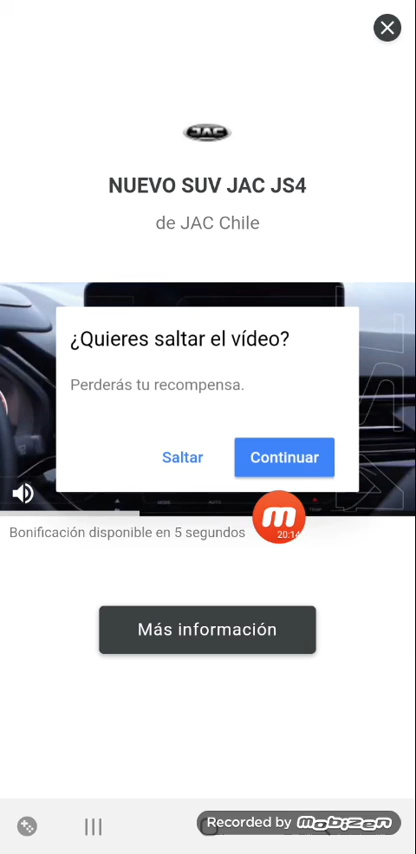 JAC
NUEVO SUV JAC JS4
de JAC Chile
¿Quieres saltar el vídeo?
Perderás tu recompensa.
Saltar
Continuar
Bonificación disponible en 5 segundos
20:14
Más información
Recorded by mobizen